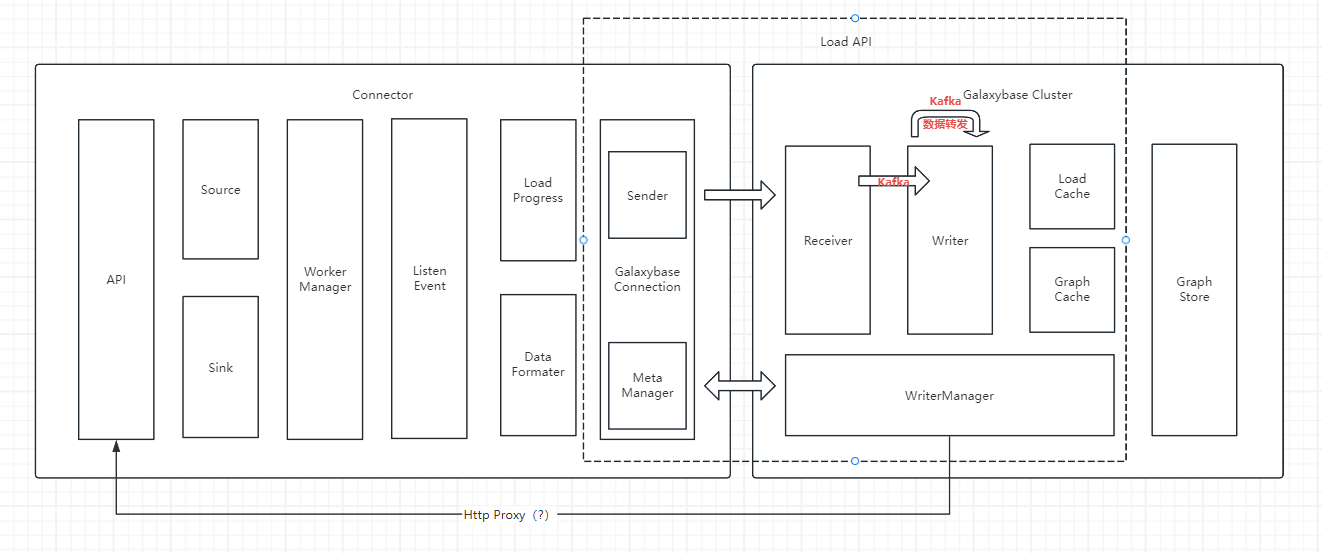 Load API
Connector
Galaxybase Cluster
Kafka
数据转发
API
Source
Sink
Worker
Manager
Listen
Event
Load
Progress
Data
Formater
Sender
Galaxybase
Connection
Meta
Manager
Receiver
Kafka
Writer
Load
Cache
Graph
Cache
Graph
Store
WriterManager
Http Proxy（?）